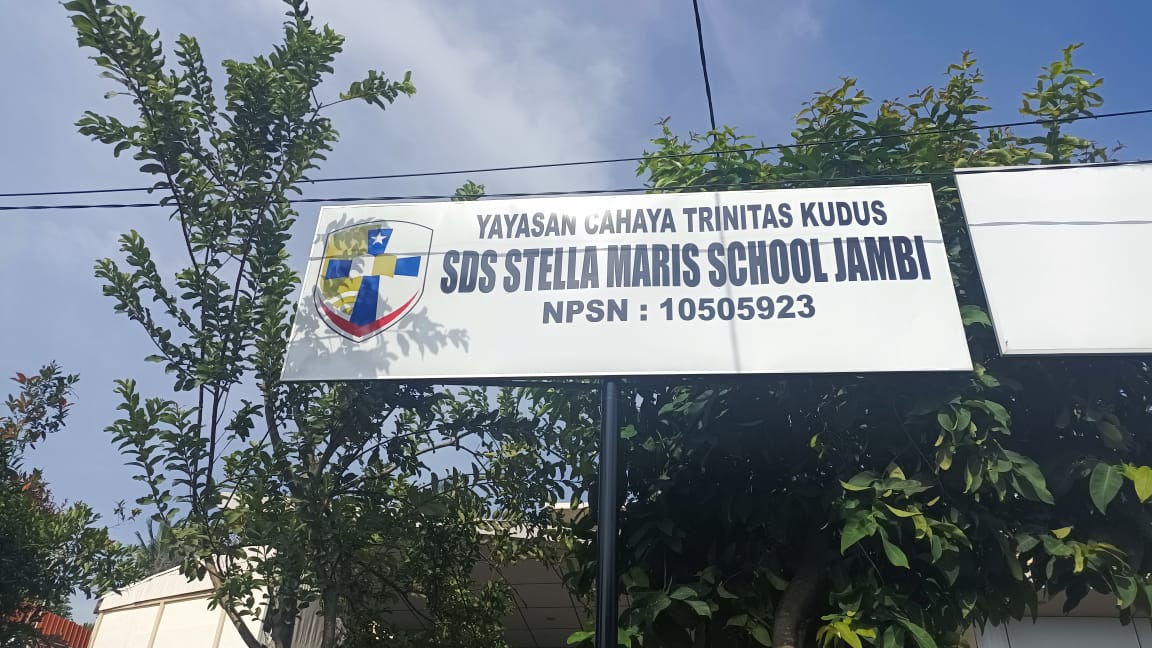 YAYASAN CAHAYA TRINITAS KUDUS
SDS STELLA MARIS SCHOOL JAMBI
NPSN : 10505923